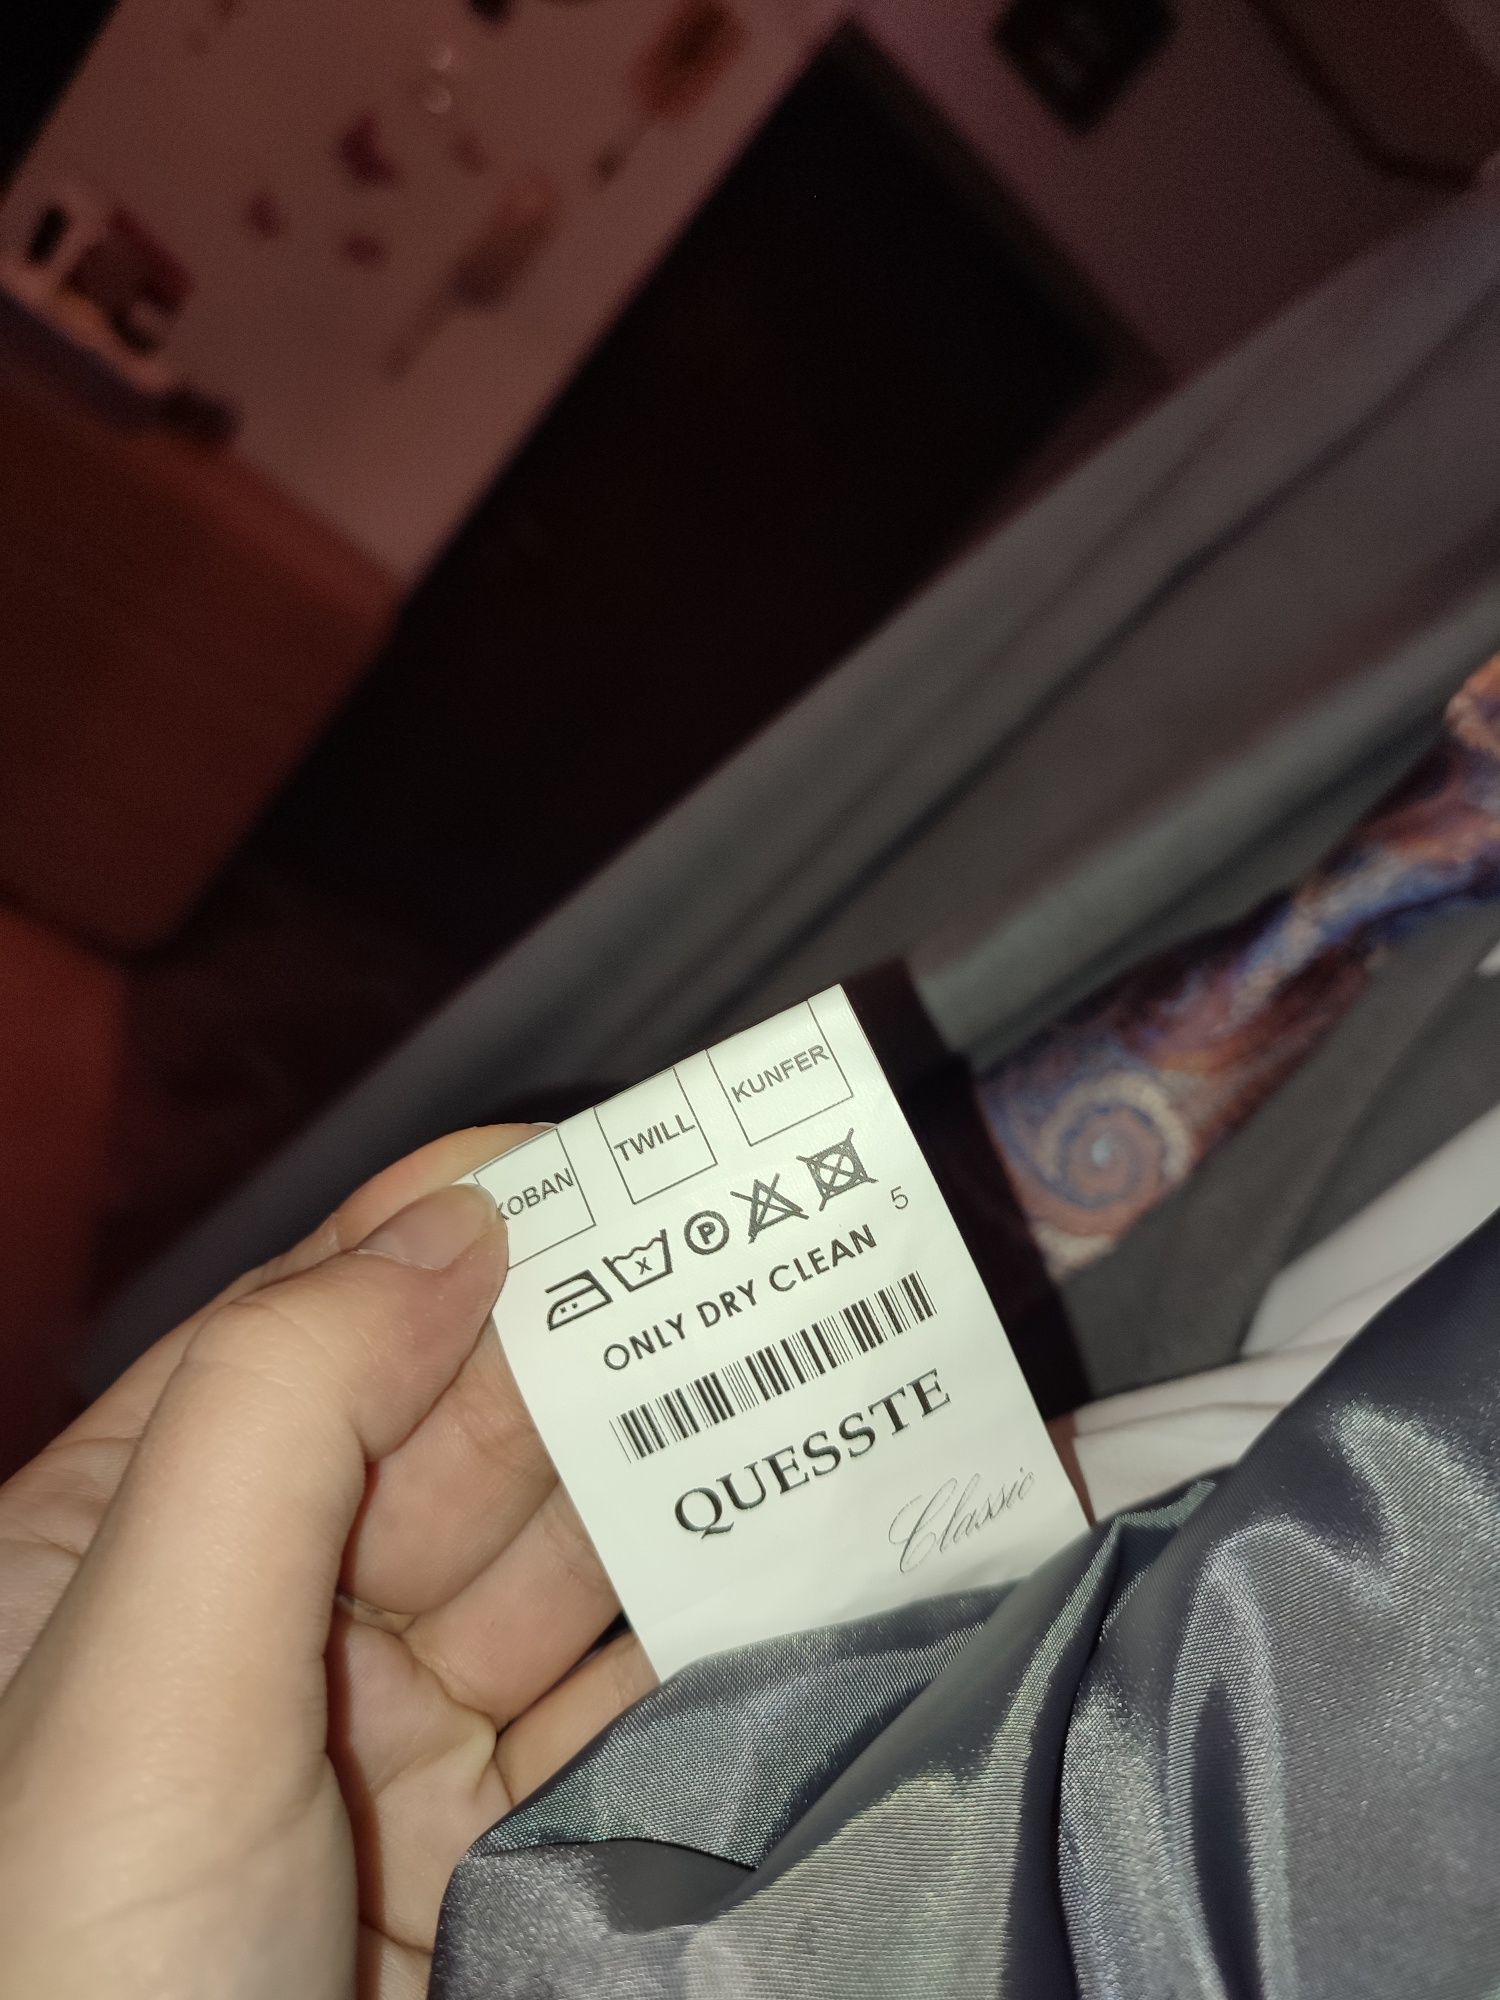 KOBAN
TWILL
KUNFER
X
P
5
ONLY DRY CLEAN
QUESSTE
Classic